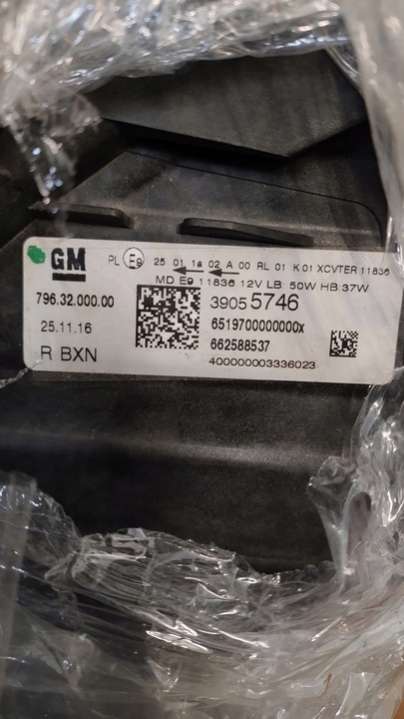 GM PL E9 25 01 1a 02 A 00 RL 01 K 01 XCVTER 11836
MD E9 11836 12V LB 50W HB 37W
796.32.000.00
3905 5746
25.11.16
6519700000000x
R BXN
662588537
400000003336023